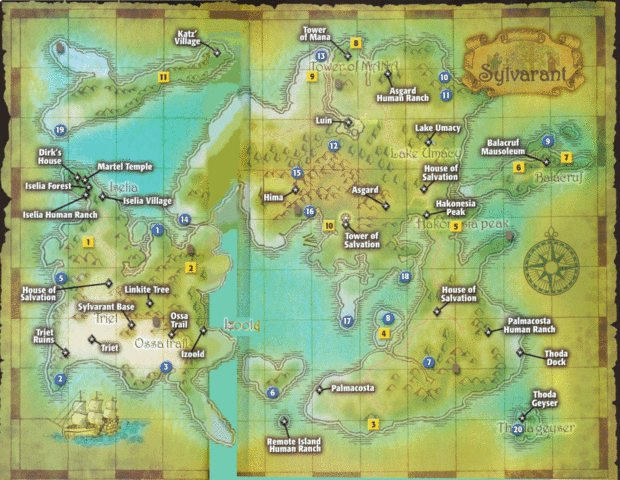 Katz'
Village
Tower
of Mana
8
13
Tower of MANA
Sylvarant
11
9
10
Asgard
Human Ranch
11
Luin
19
12
Lake Umacy
Lake Umacy
9
Balacruf
Mausoleum
7
6
Balacruf
Dirk's
House
Martel Temple
Iselia Forest
Iselia
Iselia Human Ranch
Iselia Village
15
House of
Salvation
Hima
Asgard
16
Hakonesia
Peak
Hakonesia peak
5
14
1
10
Tower of
Salvation
1
2
5
House of
Salvation
Linkite Tree
Sylvarant Base
Triet
Ossa
Trail
Ossa trail
Izoold
Izoold
Triet
Ruins
Triet
2
3
18
17
8
4
House of
Salvation
Palmacosta
Human Ranch
Thoda
Dock
7
6
Palmacosta
3
Remote Island
Human Ranch
Thoda
Geyser
Thoda geyser
20